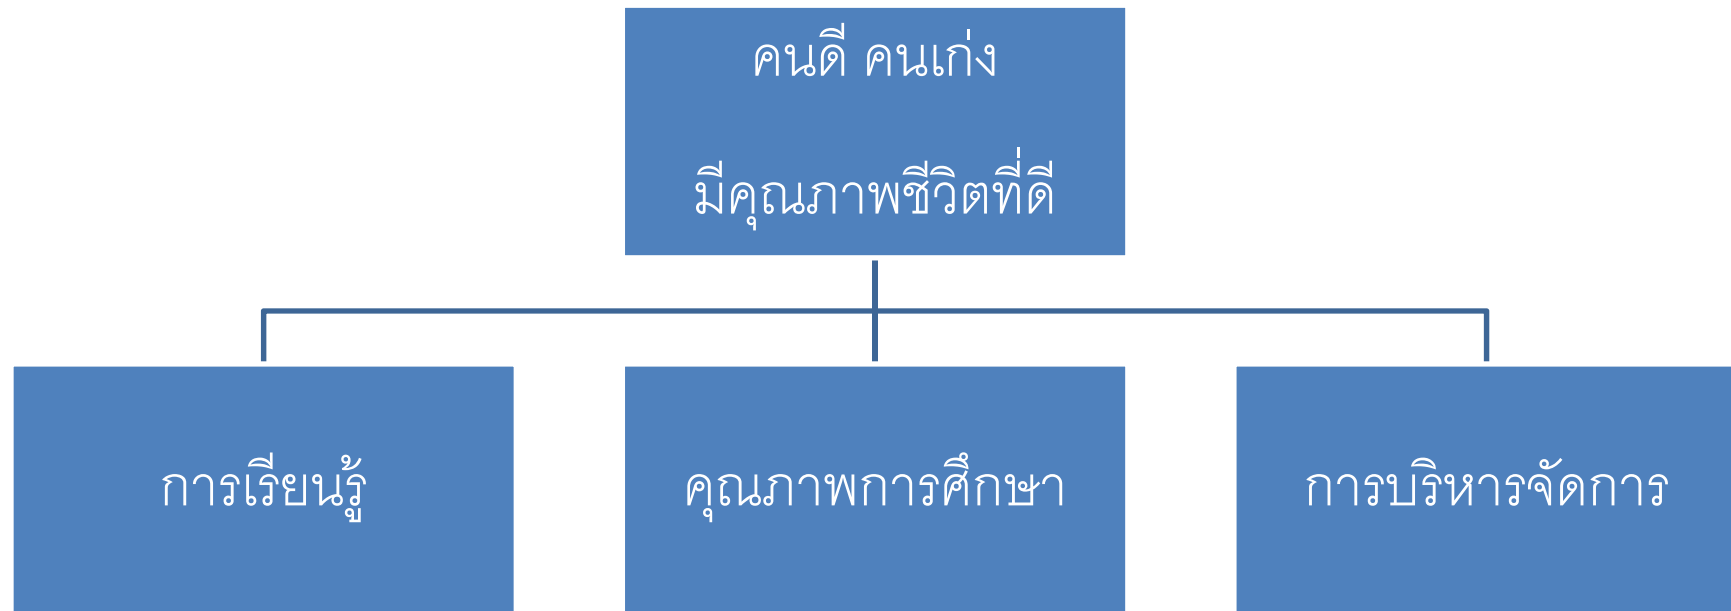 คนดี คนเก่ง
มีคุณภาพชีวิตที่ดี
การเรียนรู้
คุณภาพการศึกษา
การบริหารจัดการ